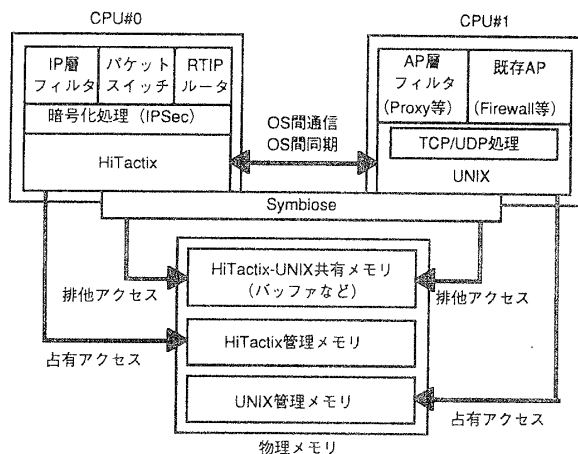 CPU#0
CPU#1
IP層
フィルタ
パケット
スイッチ
RTIP
ルータ
暗号化処理（IPSec）
HiTactix
OS間通信
OS間同期
AP層
フィルタ
（Proxy等）
既存AP
（Firewall等）
TCP/UDP処理
UNIX
Symbiose
HiTactix-UNIX共有メモリ
（バッファなど）
排他アクセス
排他アクセス
HiTactix管理メモリ
占有アクセス
UNIX管理メモリ
占有アクセス
物理メモリ